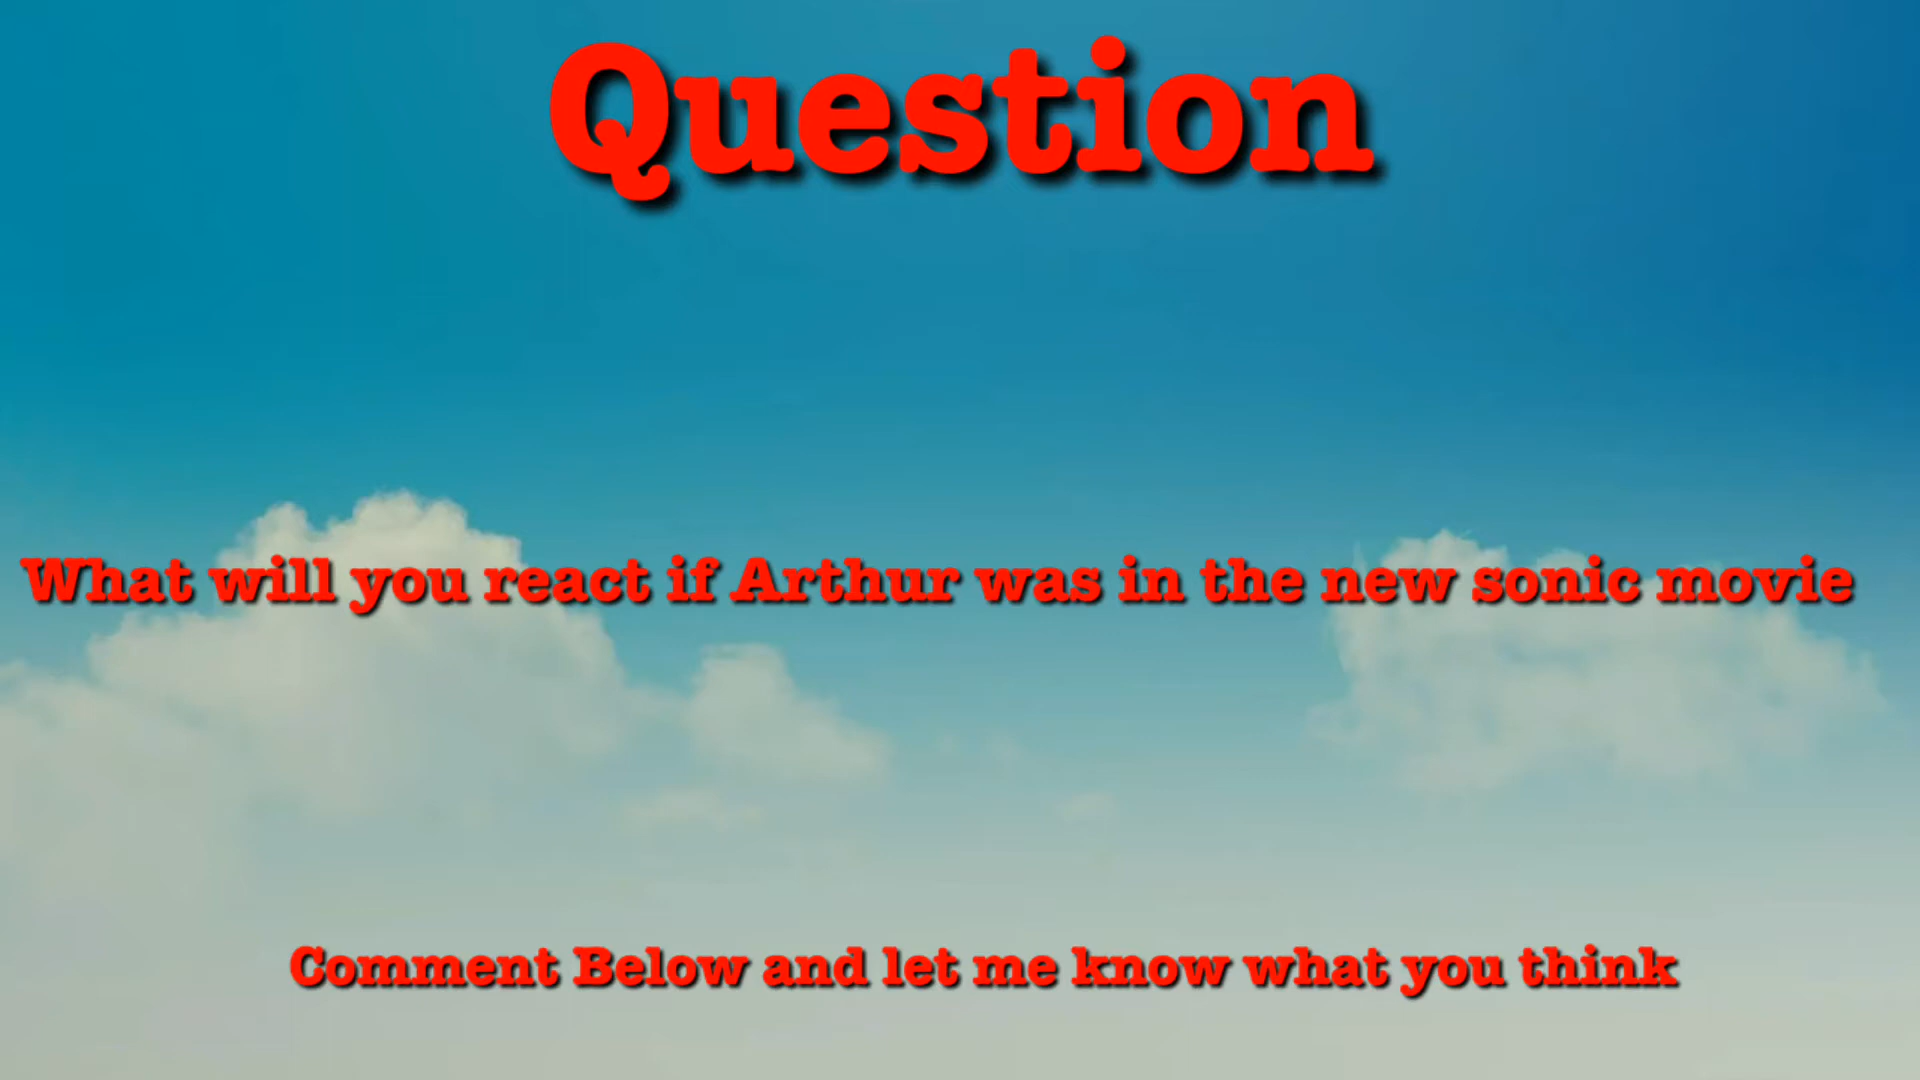 Question
What will you react if Arthur was in the new sonic movie
Comment Below and let me know what you think